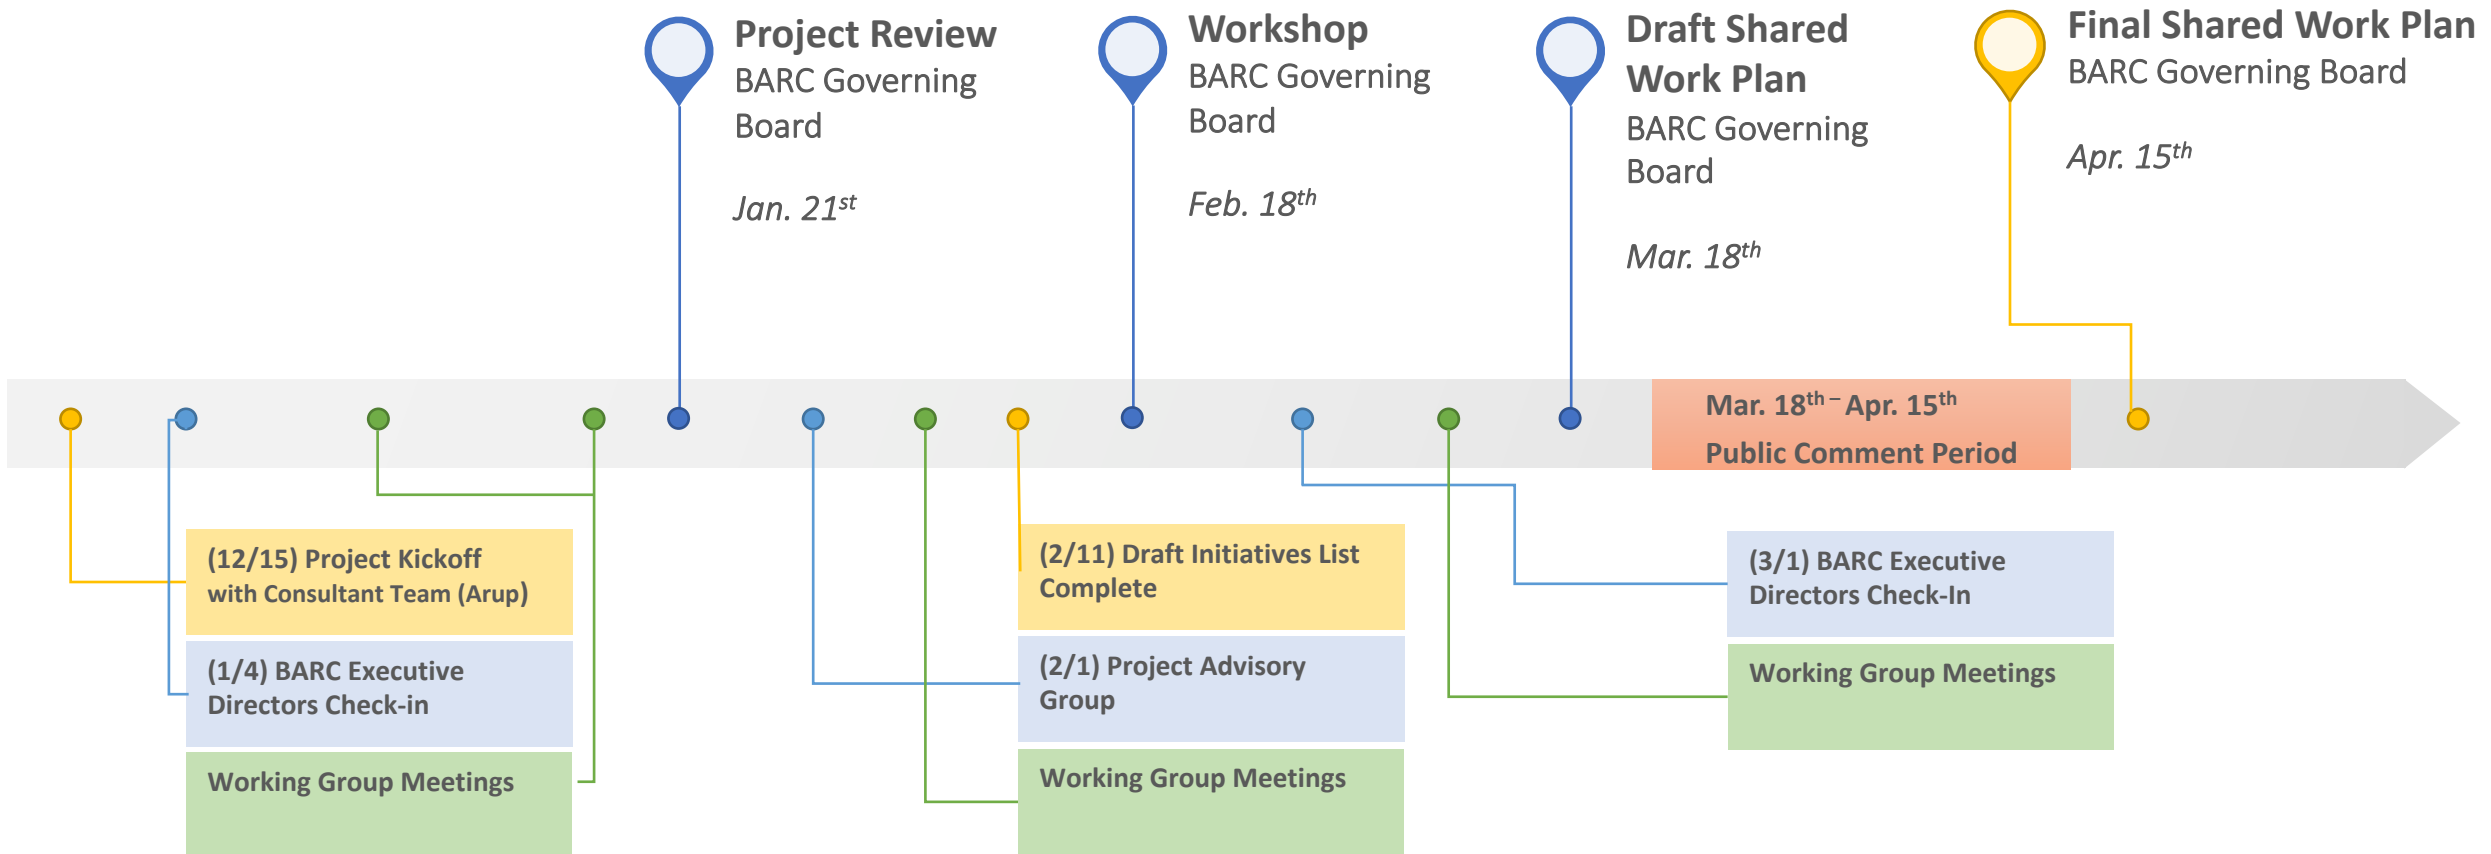 Project Review
BARC Governing
Board
Jan. 21st
Workshop
BARC Governing
Board
Feb. 18th
Draft Shared
Work Plan
BARC Governing
Board
Mar. 18th
Final Shared Work Plan
BARC Governing Board
Apr. 15th
Mar. 18th – Apr. 15th
Public Comment Period
(12/15) Project Kickoff
with Consultant Team (Arup)
(1/4) BARC Executive
Directors Check-in
Working Group Meetings
(2/11) Draft Initiatives List
Complete
(2/1) Project Advisory
Group
Working Group Meetings
(3/1) BARC Executive
Directors Check-In
Working Group Meetings